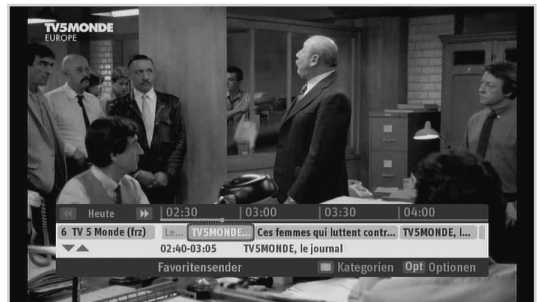 TV5MONDE
EUROPE
Heute 02:30 03:00 03:30 04:00
6 TV 5 Monde (frz) Le... TV5MONDE... Ces femmes qui luttent contr... TV5MONDE, l...
02:40-03:05 TV5MONDE, le journal
Favoritensender Kategorien Opt Optionen